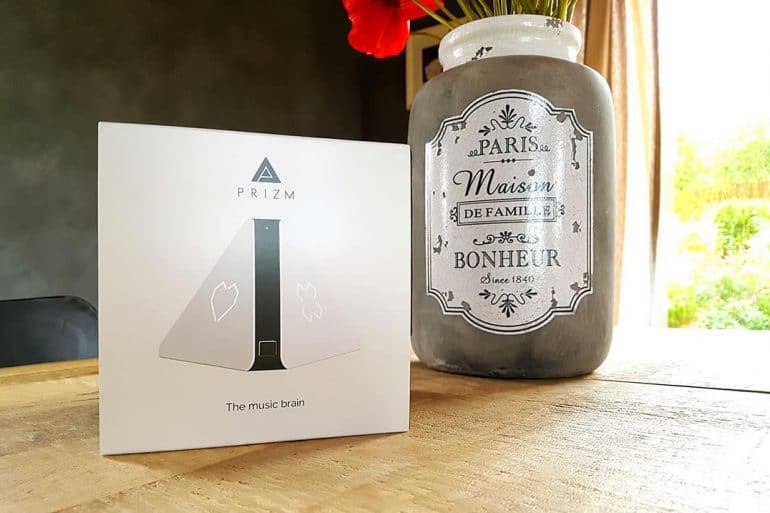 PRIZM
The music brain
PARIS
Maison
DE FAMILLE
BONHEUR
Since 1840